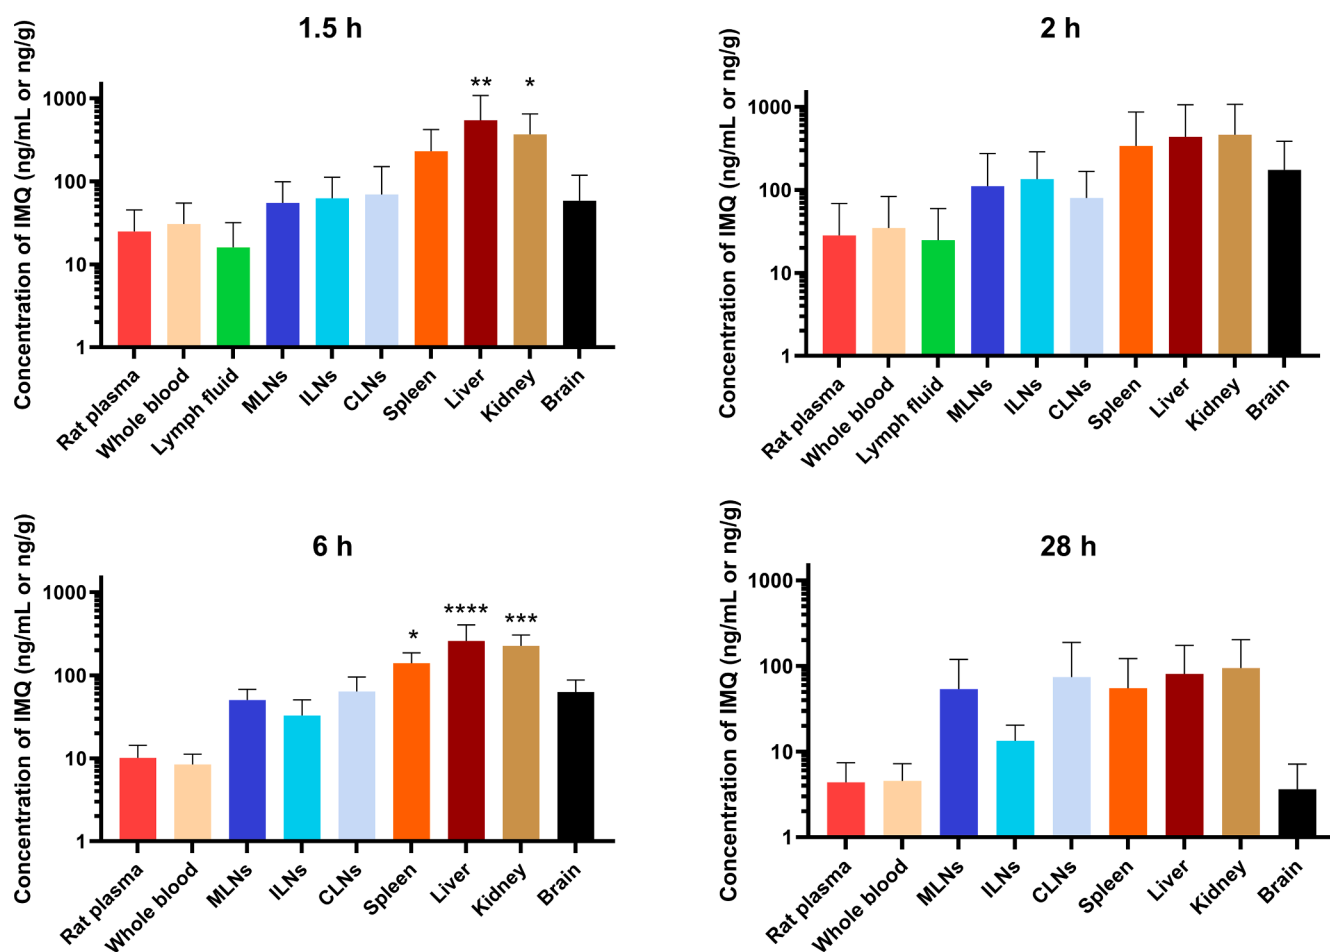 1.5 h
Concentration of IMQ (ng/mL or ng/g)
1000
100
10
1
** *
Rat plasma
Whole blood
Lymph fluid
MLNs
ILNs
CLNs
Spleen
Liver
Kidney
Brain
2 h
Concentration of IMQ (ng/mL or ng/g)
1000
100
10
1
Rat plasma
Whole blood
Lymph fluid
MLNs
ILNs
CLNs
Spleen
Liver
Kidney
Brain
6 h
Concentration of IMQ (ng/mL or ng/g)
1000
100
10
1
* **** ***
Rat plasma
Whole blood
MLNs
ILNs
CLNs
Spleen
Liver
Kidney
Brain
28 h
Concentration of IMQ (ng/mL or ng/g)
1000
100
10
1
Rat plasma
Whole blood
MLNs
ILNs
CLNs
Spleen
Liver
Kidney
Brain